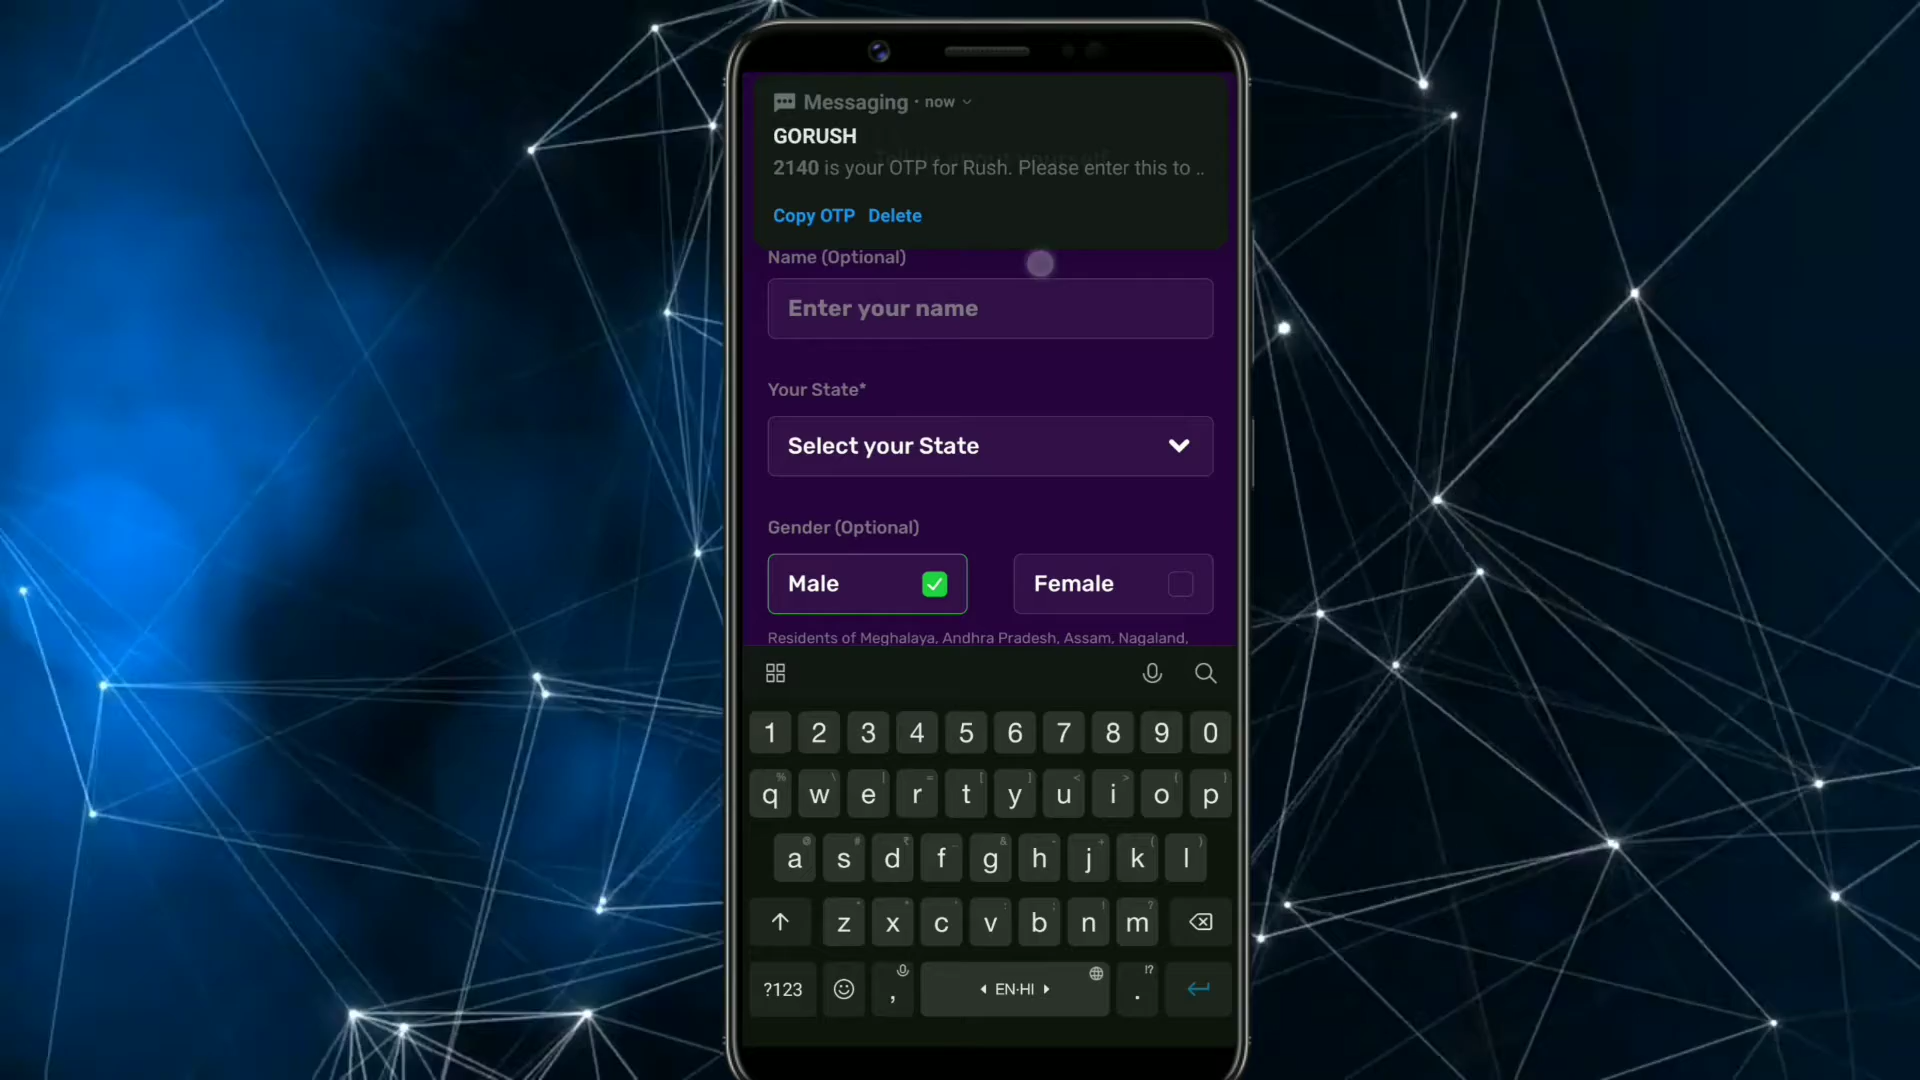 Messaging · now
GORUSH
2140 is your OTP for Rush. Please enter this to ..
Copy OTP Delete
Name (Optional)
Enter your name
Your State*
Select your State
Gender (Optional)
Male
Female
Residents of Meghalaya, Andhra Pradesh, Assam, Nagaland,
1 2 3 4 5 6 7 8 9 0
q w e r t y u i o p
a s d f g h j k l
z x c v b n m
?123 , EN·HI .